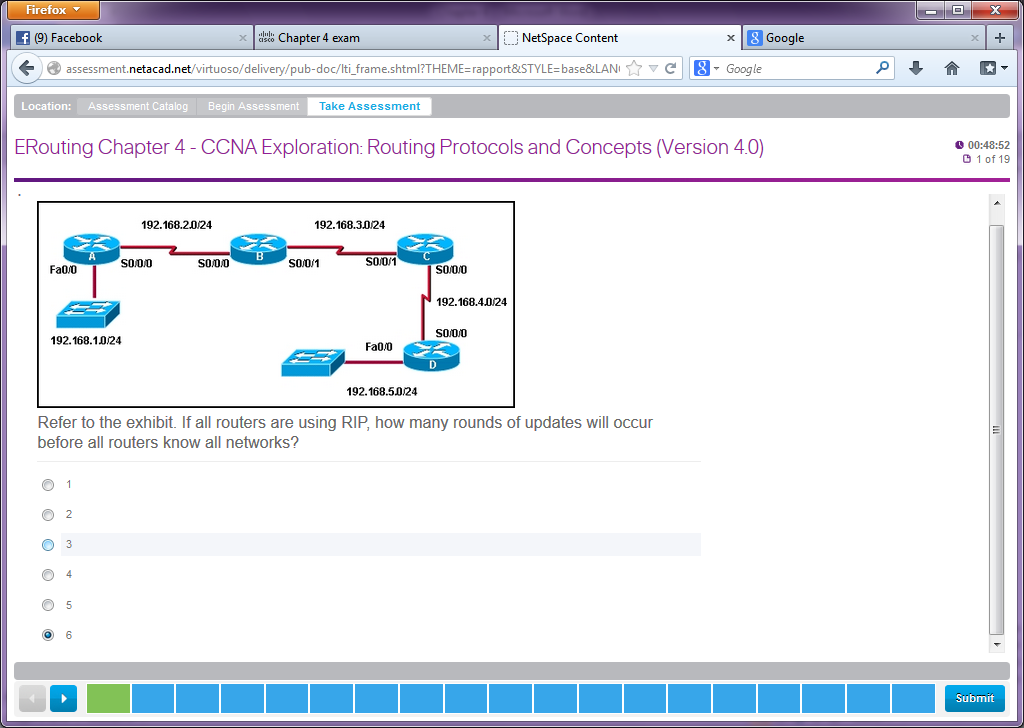 Firefox
(9) Facebook
cisco Chapter 4 exam
NetSpace Content
Google
assessment.netacad.net/virtuoso/delivery/pub-doc/lti_frame.shtml?THEME=rapport&STYLE=base&LAN
Google
Location: Assessment Catalog Begin Assessment Take Assessment
ERouting Chapter 4 - CCNA Exploration: Routing Protocols and Concepts (Version 4.0)
00:48:52
1 of 19
192.168.2.0/24 192.168.3.0/24
A B C
Fa0/0 S0/0/0 S0/0/0 S0/0/1 S0/0/1 S0/0/0
192.168.4.0/24
192.168.1.0/24 Fa0/0 S0/0/0
D
192.168.5.0/24
Refer to the exhibit. If all routers are using RIP, how many rounds of updates will occur
before all routers know all networks?
1
2
3
4
5
6
Submit